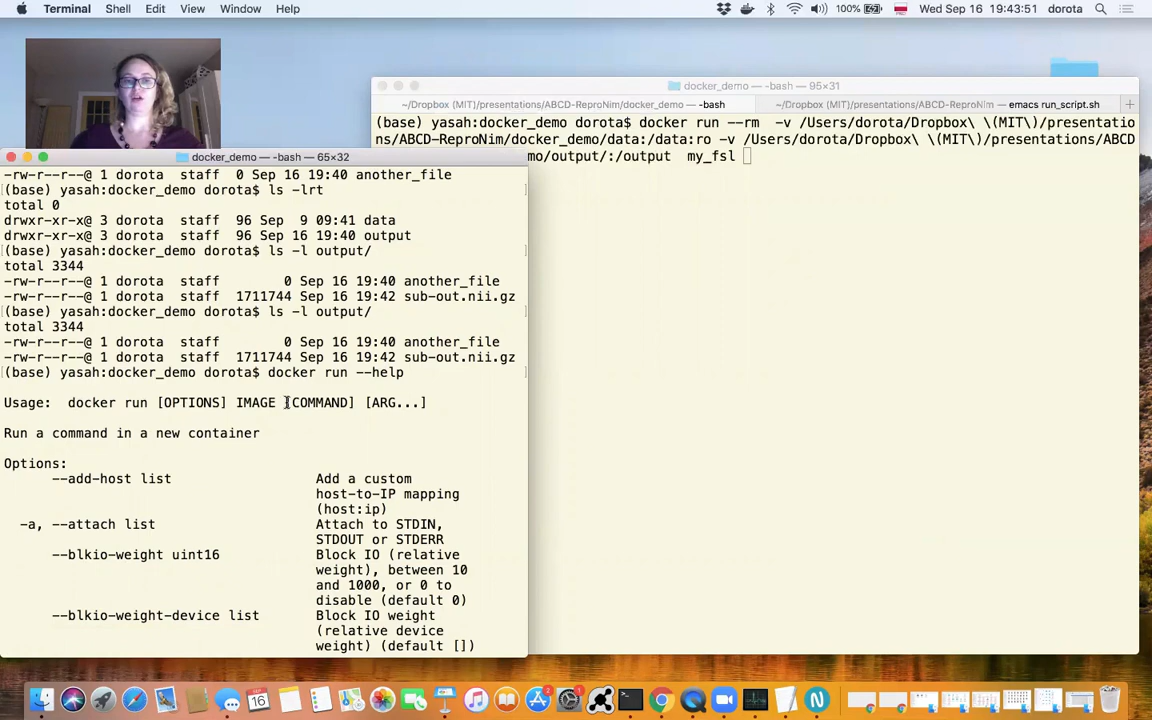 Terminal Shell Edit View Window Help 100% Wed Sep 16 19:43:51 dorota
docker_demo — -bash — 95×31
~/Dropbox (MIT)/presentations/ABCD-ReproNim/docker_demo — -bash
~/Dropbox (MIT)/presentations/ABCD-ReproNim — emacs run_script.sh
(base) yasah:docker_demo dorota$ docker run --rm -v /Users/dorota/Dropbox\ \(MIT\)/presentatio
ns/ABCD-ReproNim/docker_demo/data:/data:ro -v /Users/dorota/Dropbox\ \(MIT\)/presentations/ABCD
mo/output/:/output my_fsl
docker_demo — -bash — 65×32
-rw-r--r--@ 1 dorota staff 0 Sep 16 19:40 another_file
(base) yasah:docker_demo dorota$ ls -lrt
total 0
drwxr-xr-x@ 3 dorota staff 96 Sep 9 09:41 data
drwxr-xr-x@ 3 dorota staff 96 Sep 16 19:40 output
(base) yasah:docker_demo dorota$ ls -l output/
total 3344
-rw-r--r--@ 1 dorota staff 0 Sep 16 19:40 another_file
-rw-r--r--@ 1 dorota staff 1711744 Sep 16 19:42 sub-out.nii.gz
(base) yasah:docker_demo dorota$ ls -l output/
total 3344
-rw-r--r--@ 1 dorota staff 0 Sep 16 19:40 another_file
-rw-r--r--@ 1 dorota staff 1711744 Sep 16 19:42 sub-out.nii.gz
(base) yasah:docker_demo dorota$ docker run --help
Usage: docker run [OPTIONS] IMAGE [COMMAND] [ARG...]
Run a command in a new container
Options:
--add-host list Add a custom
host-to-IP mapping
(host:ip)
-a, --attach list Attach to STDIN,
STDOUT or STDERR
--blkio-weight uint16 Block IO (relative
weight), between 10
and 1000, or 0 to
disable (default 0)
--blkio-weight-device list Block IO weight
(relative device
weight) (default [])